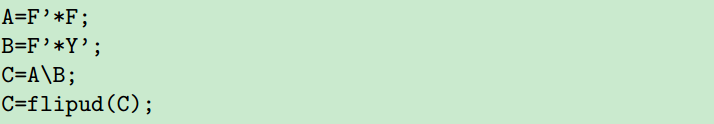 A=F’*F;
B=F’*Y’;
C=A\B;
C=flipud(C);